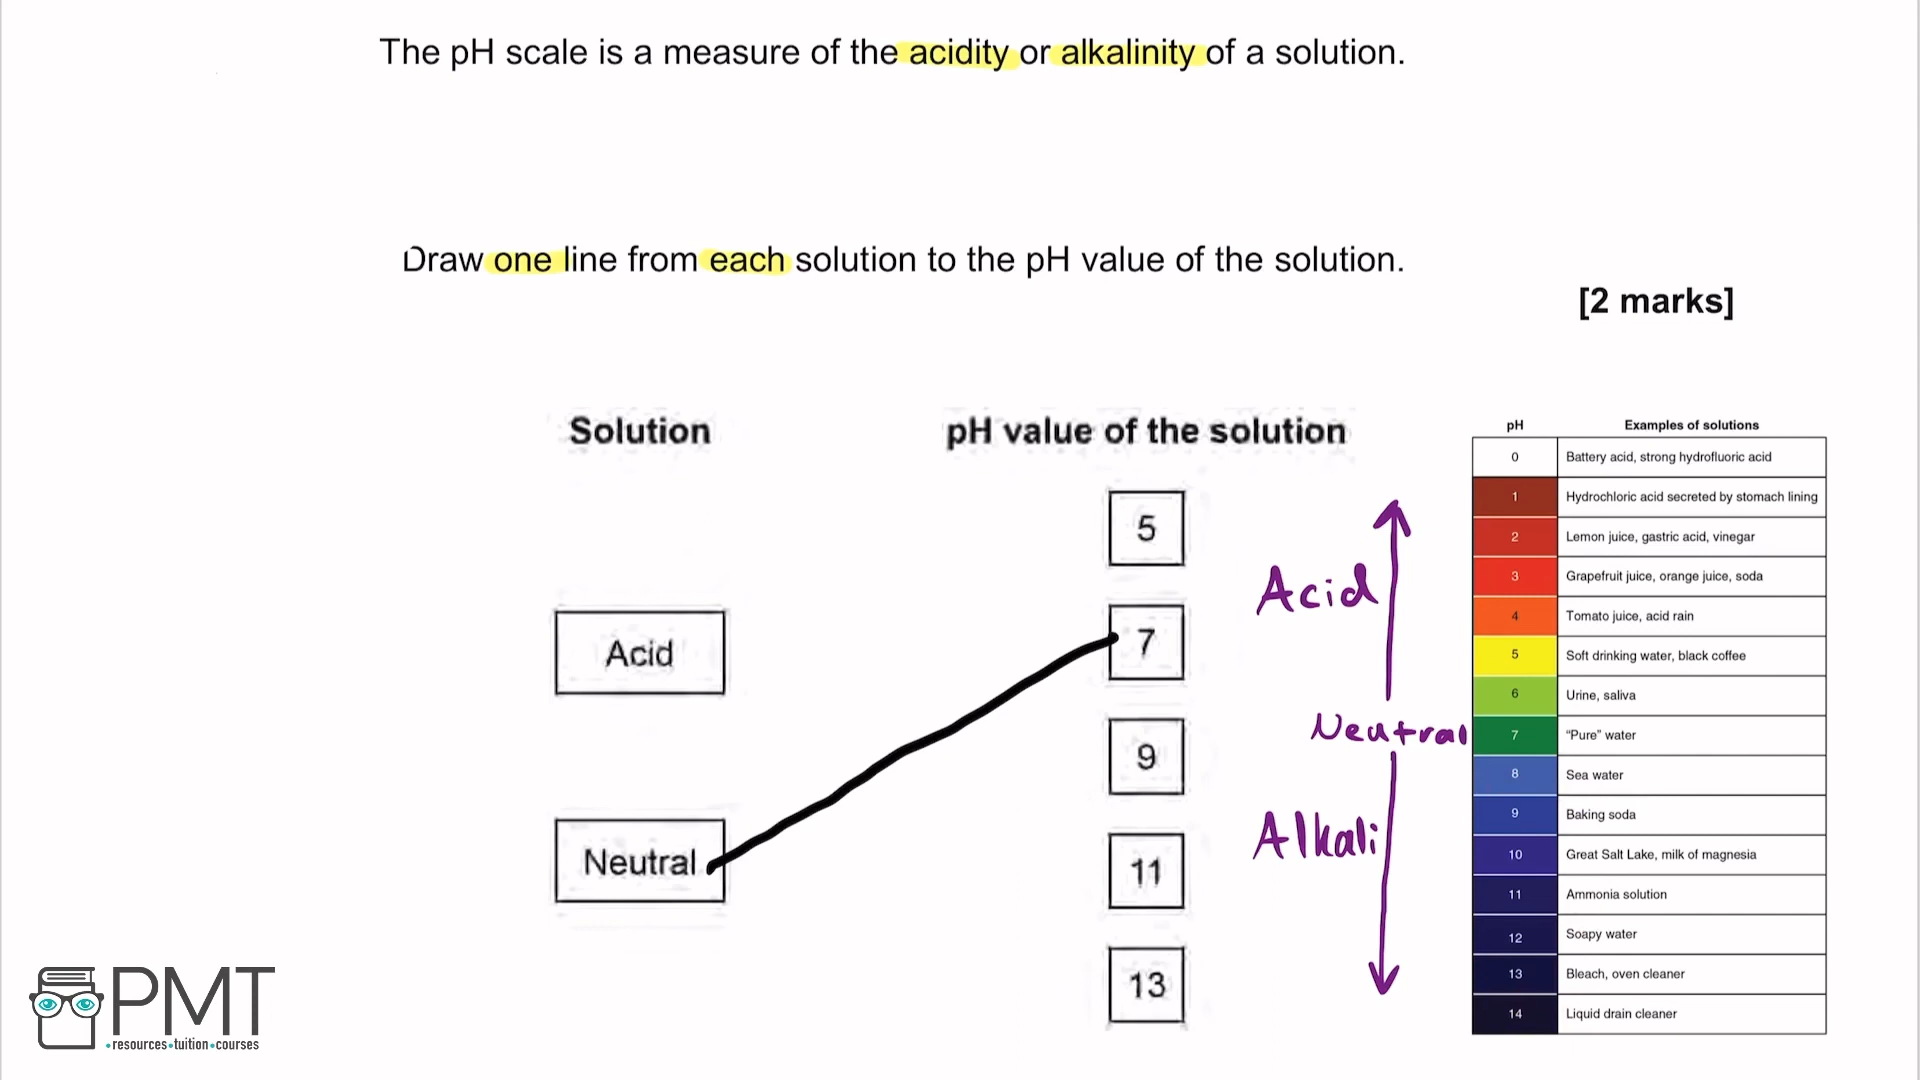 The pH scale is a measure of the acidity or alkalinity of a solution.
Draw one line from each solution to the pH value of the solution.
[2 marks]
Solution
pH value of the solution
Acid
Neutral
5
7
9
11
13
Acid
Neutral
Alkali
pH Examples of solutions
0 Battery acid, strong hydrofluoric acid
1 Hydrochloric acid secreted by stomach lining
2 Lemon juice, gastric acid, vinegar
3 Grapefruit juice, orange juice, soda
4 Tomato juice, acid rain
5 Soft drinking water, black coffee
6 Urine, saliva
7 "Pure" water
8 Sea water
9 Baking soda
10 Great Salt Lake, milk of magnesia
11 Ammonia solution
12 Soapy water
13 Bleach, oven cleaner
14 Liquid drain cleaner
PMT
•resources•tuition•courses